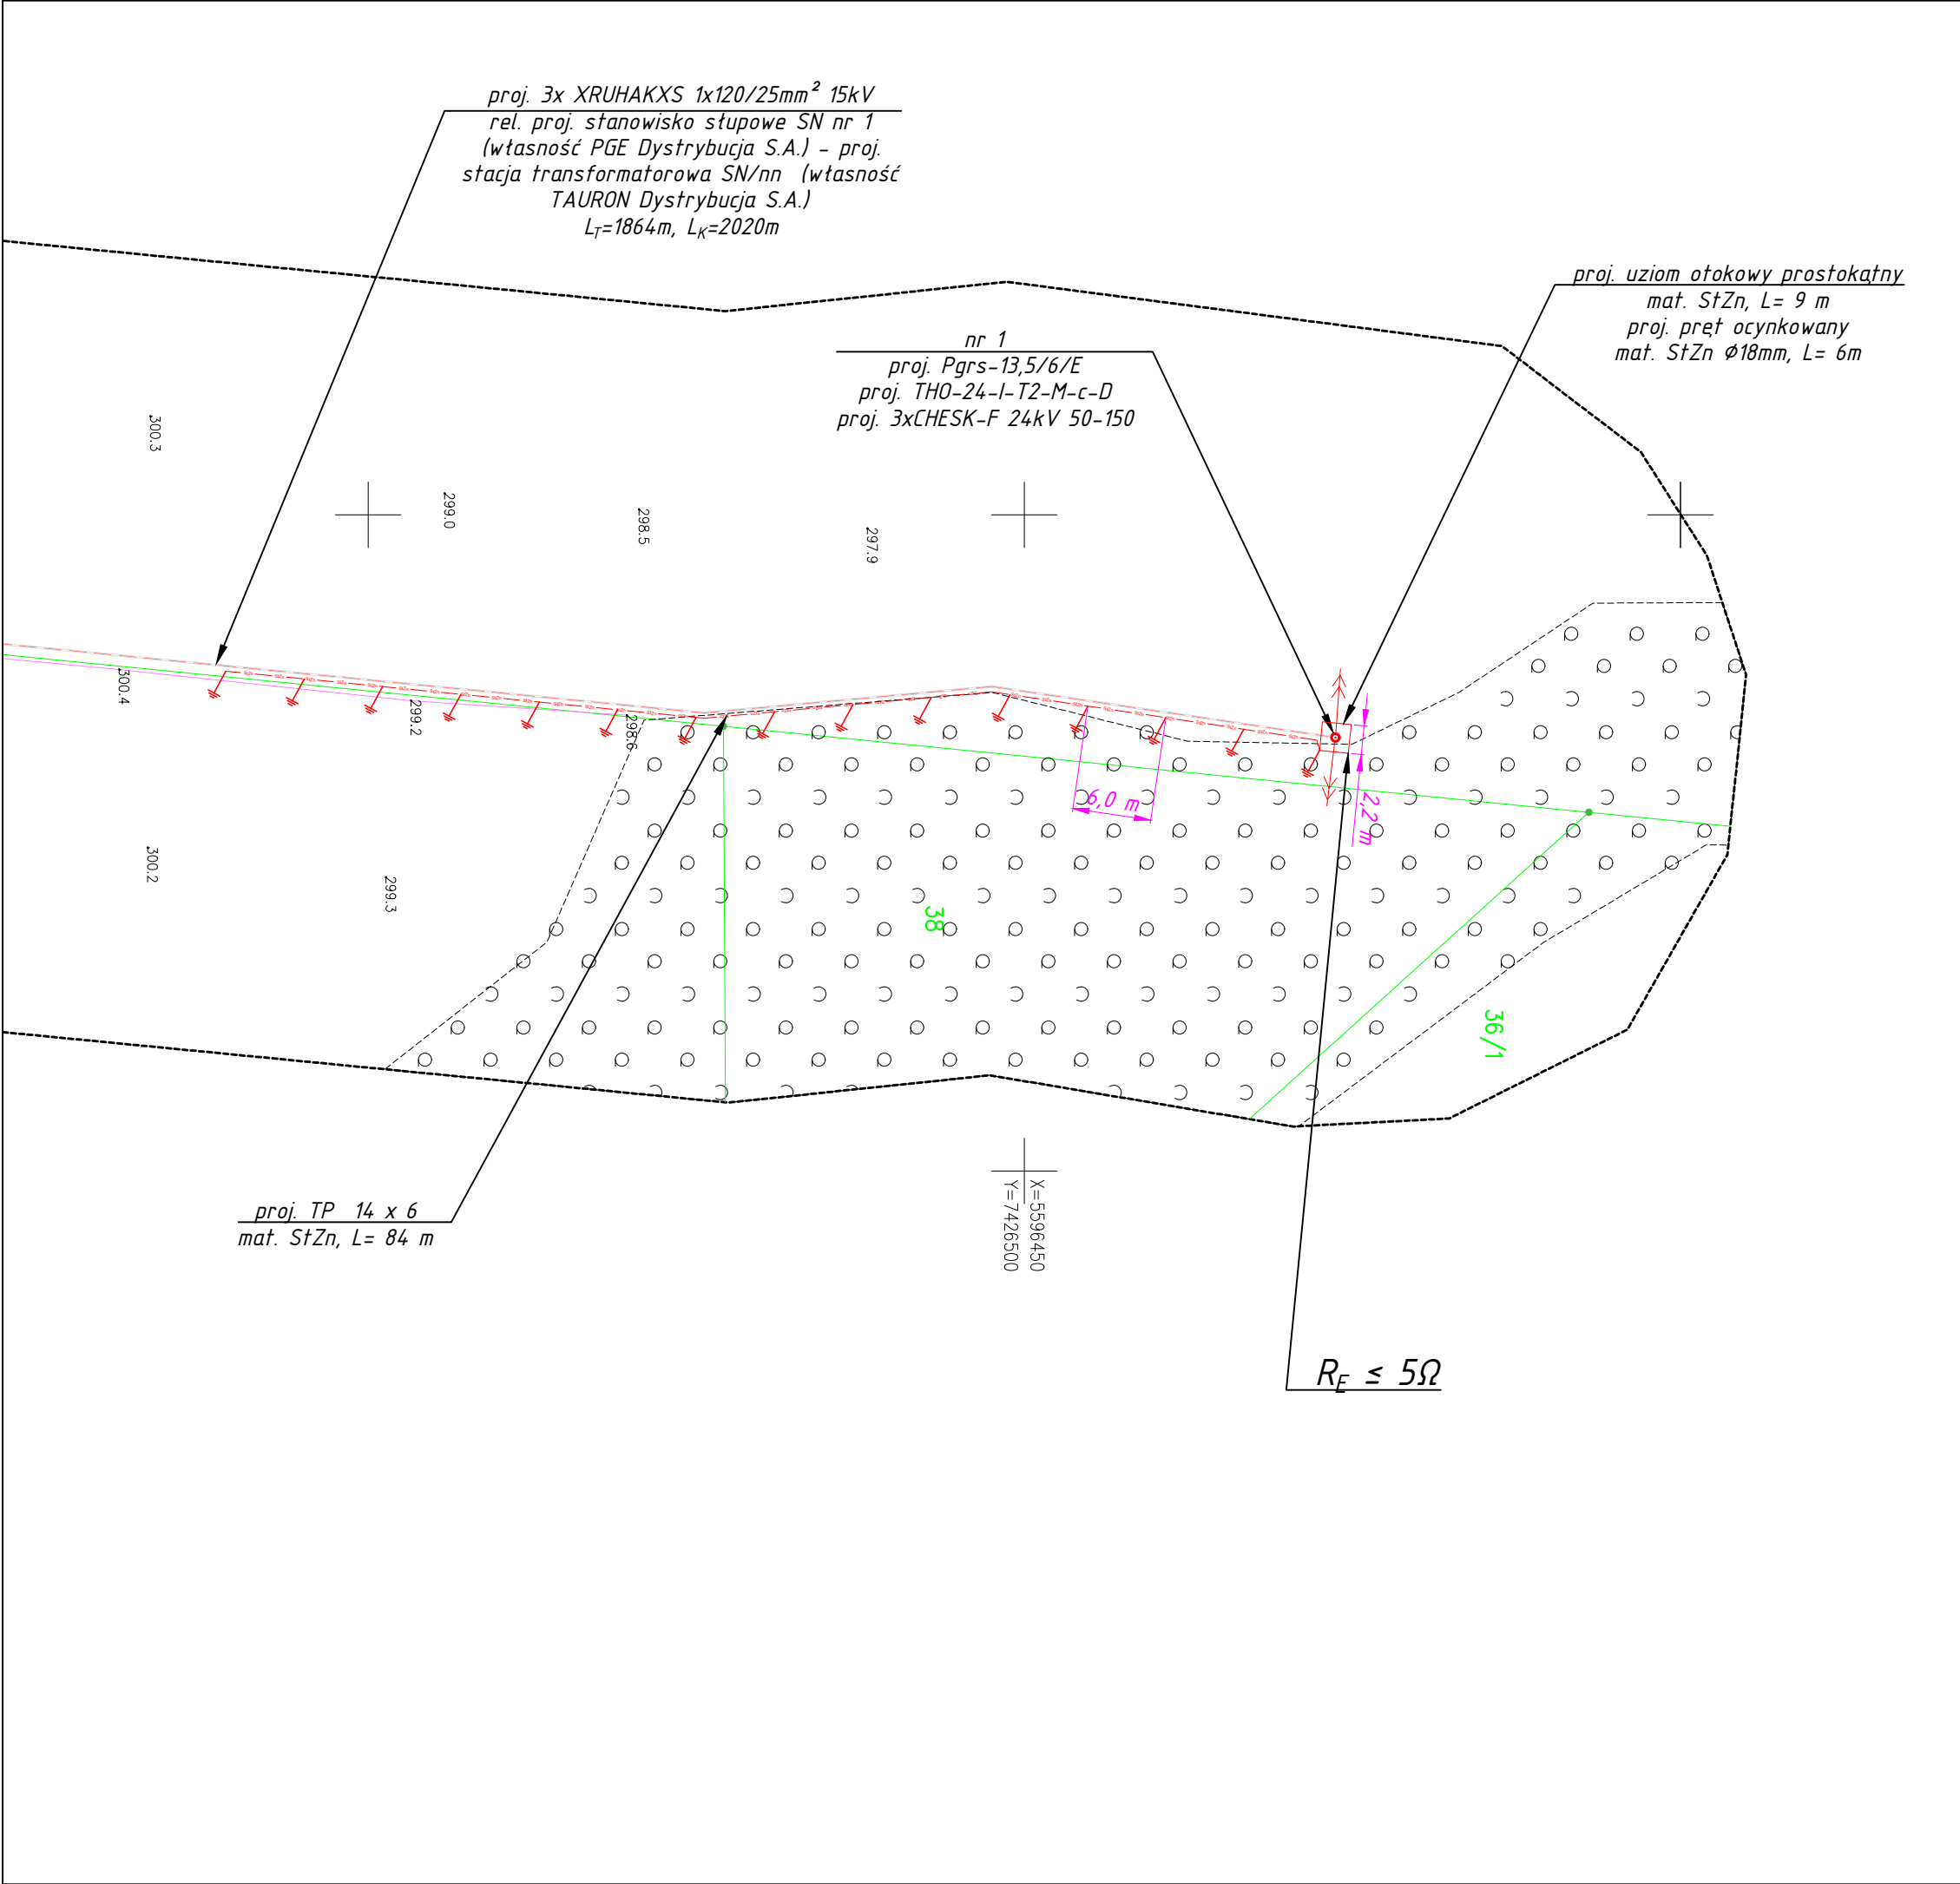 proj. 3x XRUHAKXS 1x120/25mm² 15kV
rel. proj. stanowisko słupowe SN nr 1
(własność PGE Dystrybucja S.A.) - proj.
stacja transformatorowa SN/nn (własność
TAURON Dystrybucja S.A.)
L_T=1864m, L_K=2020m
proj. uziom otokowy prostokątny
mat. StZn, L= 9 m
proj. pręt ocynkowany
mat. StZn Ø18mm, L= 6m
nr 1
proj. Pgrs-13,5/6/E
proj. THO-24-I-T2-M-c-D
proj. 3xCHESK-F 24kV 50-150
300.3
299.0
298.5
297.9
300.4
299.2
298.6
6,0 m
2,2 m
300.2
299.3
38
36/1
proj. TP 14 x 6
mat. StZn, L= 84 m
X=5596450
Y=7426500
R_E ≤ 5Ω